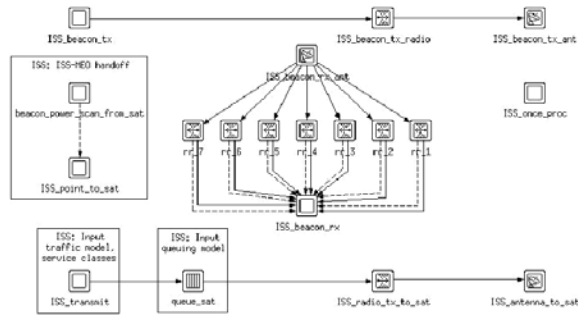 ISS_beacon_tx
ISS_beacon_tx_radio
ISS_beacon_tx_ant
ISS: ISS-MEO handoff
beacon_power_scan_from_sat
ISS_point_to_sat
ISS_beacon_rx_ant
ISS_once_proc
rr_7
rr_6
rr_5
rr_4
rr_3
rr_2
rr_1
ISS_beacon_rx
ISS: Input
traffic model,
service classes
ISS_transmit
ISS: Input
queuing model
queue_sat
ISS_radio_tx_to_sat
ISS_antenna_to_sat